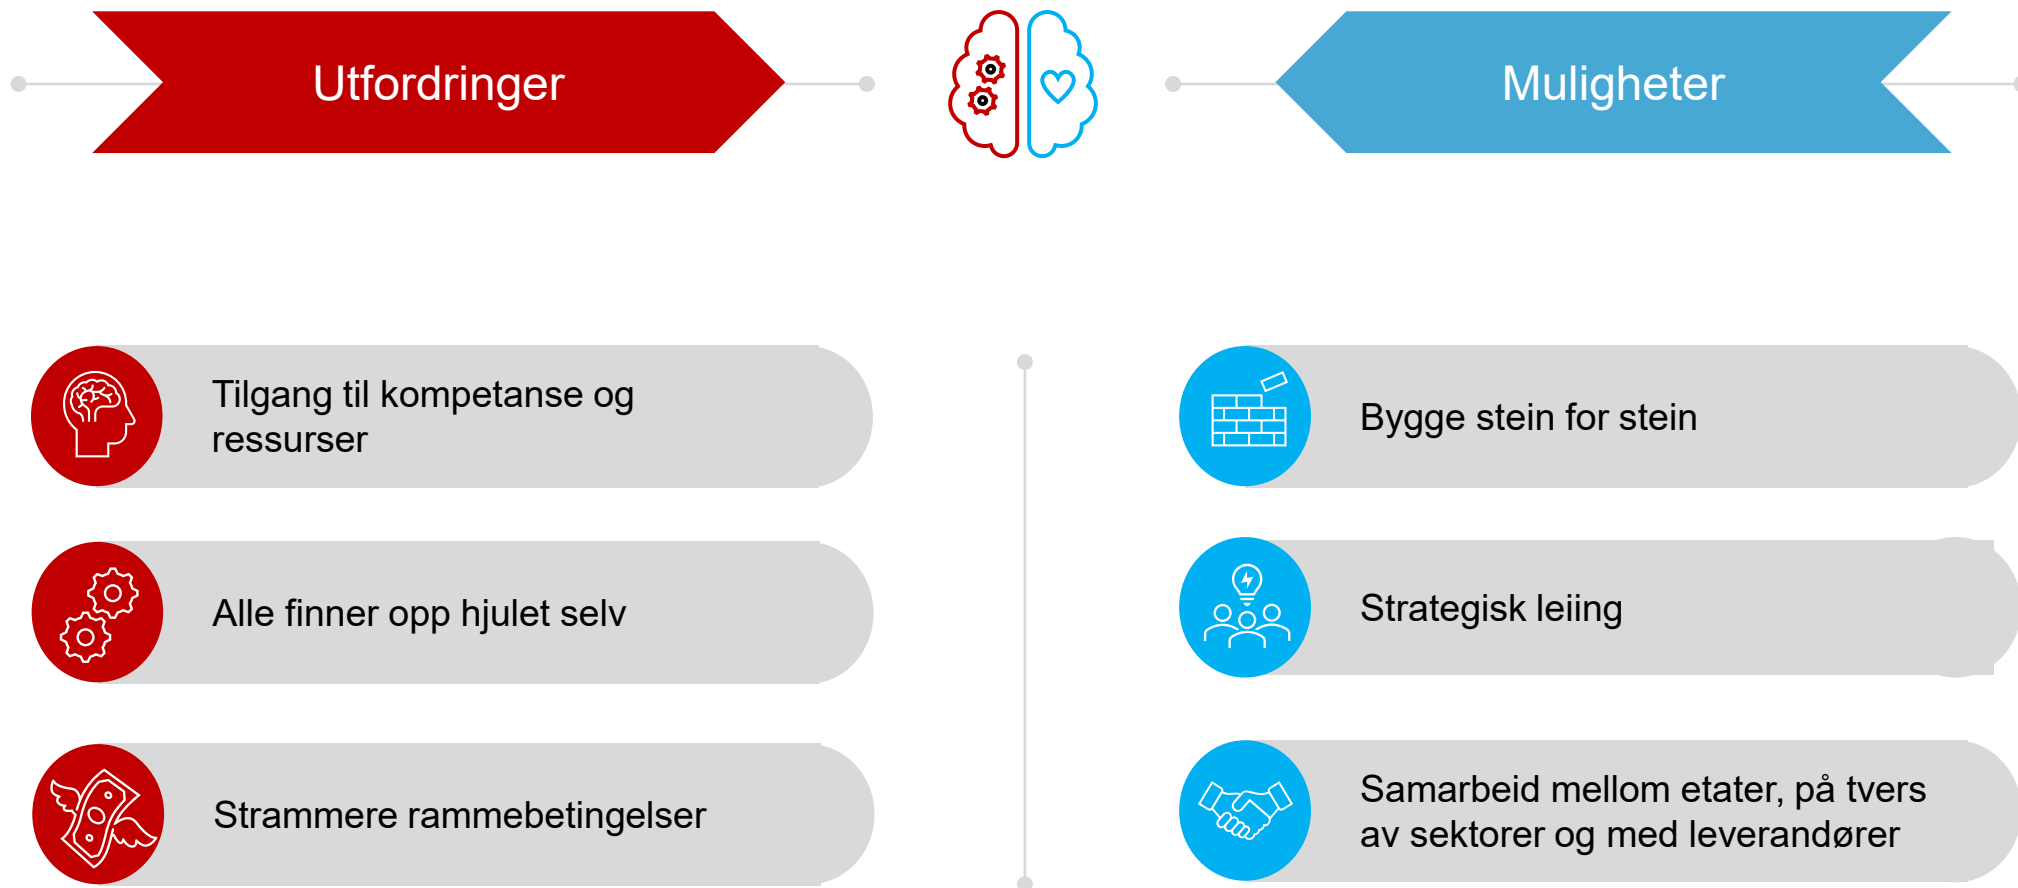 Utfordringer
Muligheter
Tilgang til kompetanse og
ressurser
Alle finner opp hjulet selv
Strammere rammebetingelser
Bygge stein for stein
Strategisk leiing
Samarbeid mellom etater, på tvers
av sektorer og med leverandører